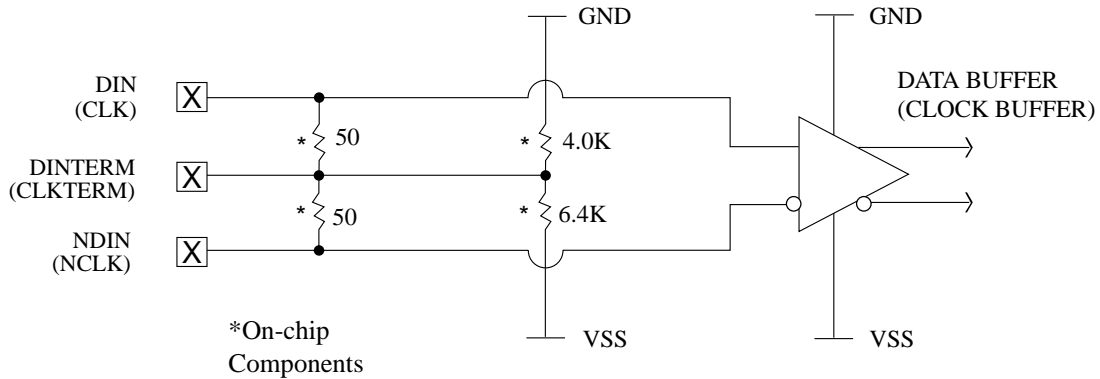 GND
GND
DIN
(CLK)
X
DATA BUFFER
(CLOCK BUFFER)
* 50
* 4.0K
DINTERM
(CLKTERM)
X
* 50
* 6.4K
NDIN
(NCLK)
X
*On-chip
Components
VSS
VSS